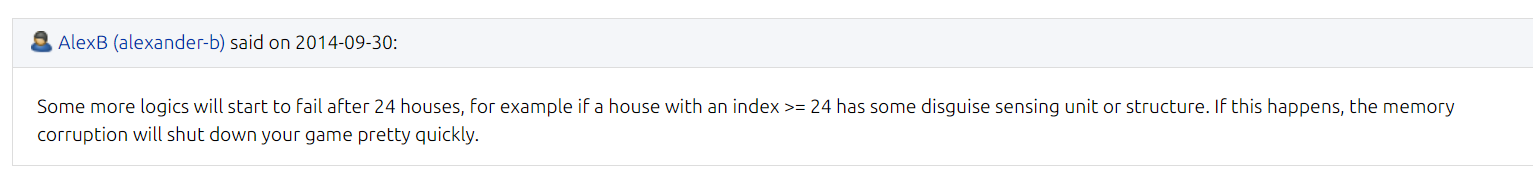 AlexB (alexander-b) said on 2014-09-30:
Some more logics will start to fail after 24 houses, for example if a house with an index >= 24 has some disguise sensing unit or structure. If this happens, the memory
corruption will shut down your game pretty quickly.